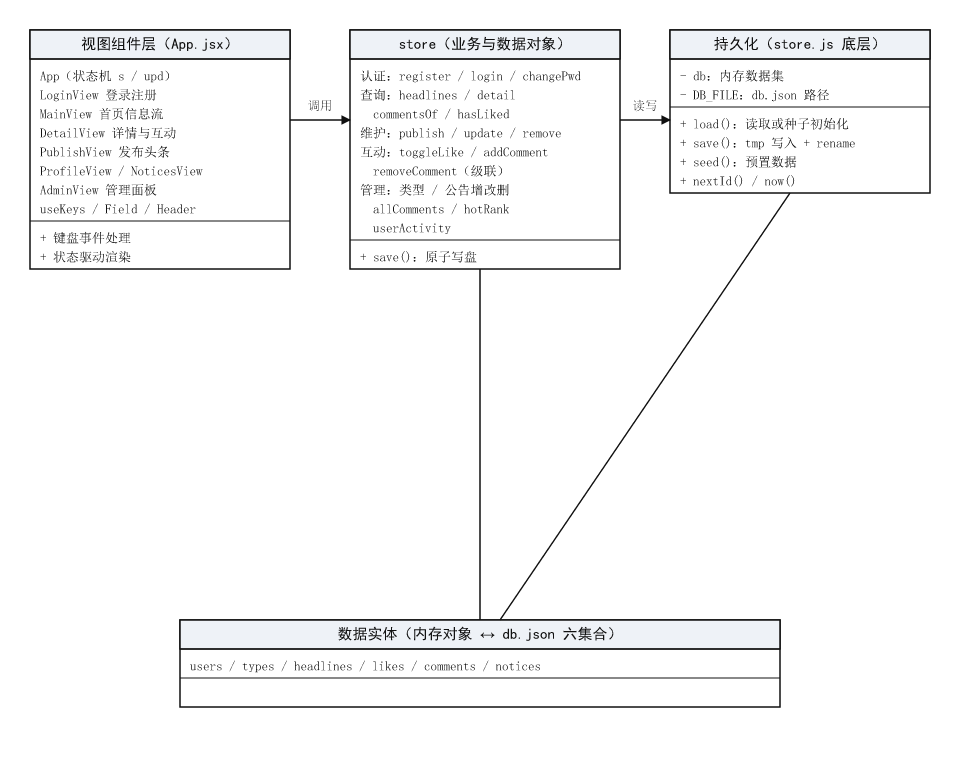 视图组件层（App.jsx）
App（状态机 s / upd）
LoginView 登录注册
MainView 首页信息流
DetailView 详情与互动
PublishView 发布头条
ProfileView / NoticesView
AdminView 管理面板
useKeys / Field / Header
+ 键盘事件处理
+ 状态驱动渲染
调用
store（业务与数据对象）
认证: register / login / changePwd
查询: headlines / detail
commentsOf / hasLiked
维护: publish / update / remove
互动: toggleLike / addComment
removeComment（级联）
管理: 类型 / 公告增改删
allComments / hotRank
userActivity
+ save(): 原子写盘
读写
持久化（store.js 底层）
- db: 内存数据集
- DB_FILE: db.json 路径
+ load(): 读取或种子初始化
+ save(): tmp 写入 + rename
+ seed(): 预置数据
+ nextId() / now()
数据实体（内存对象 ↔ db.json 六集合）
users / types / headlines / likes / comments / notices